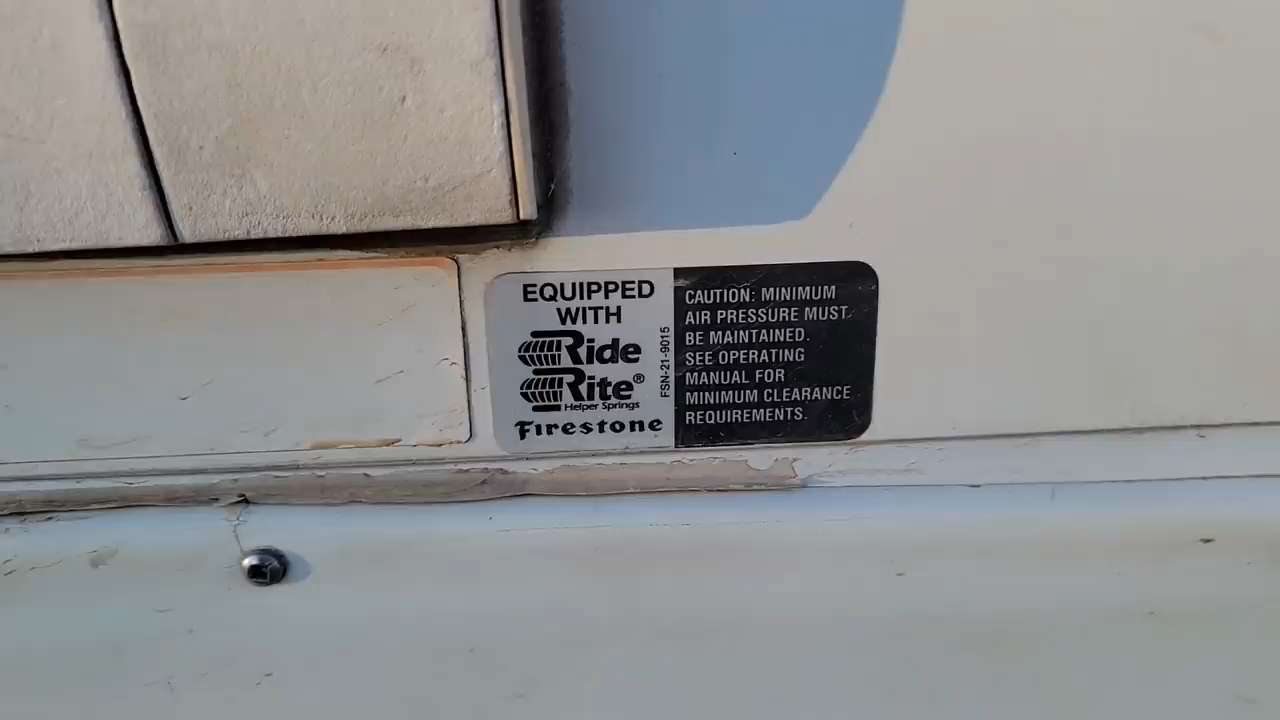 EQUIPPED
WITH
Ride
Rite®
Helper Springs
Firestone
FSN-21-9015
CAUTION: MINIMUM
AIR PRESSURE MUST
BE MAINTAINED.
SEE OPERATING
MANUAL FOR
MINIMUM CLEARANCE
REQUIREMENTS.